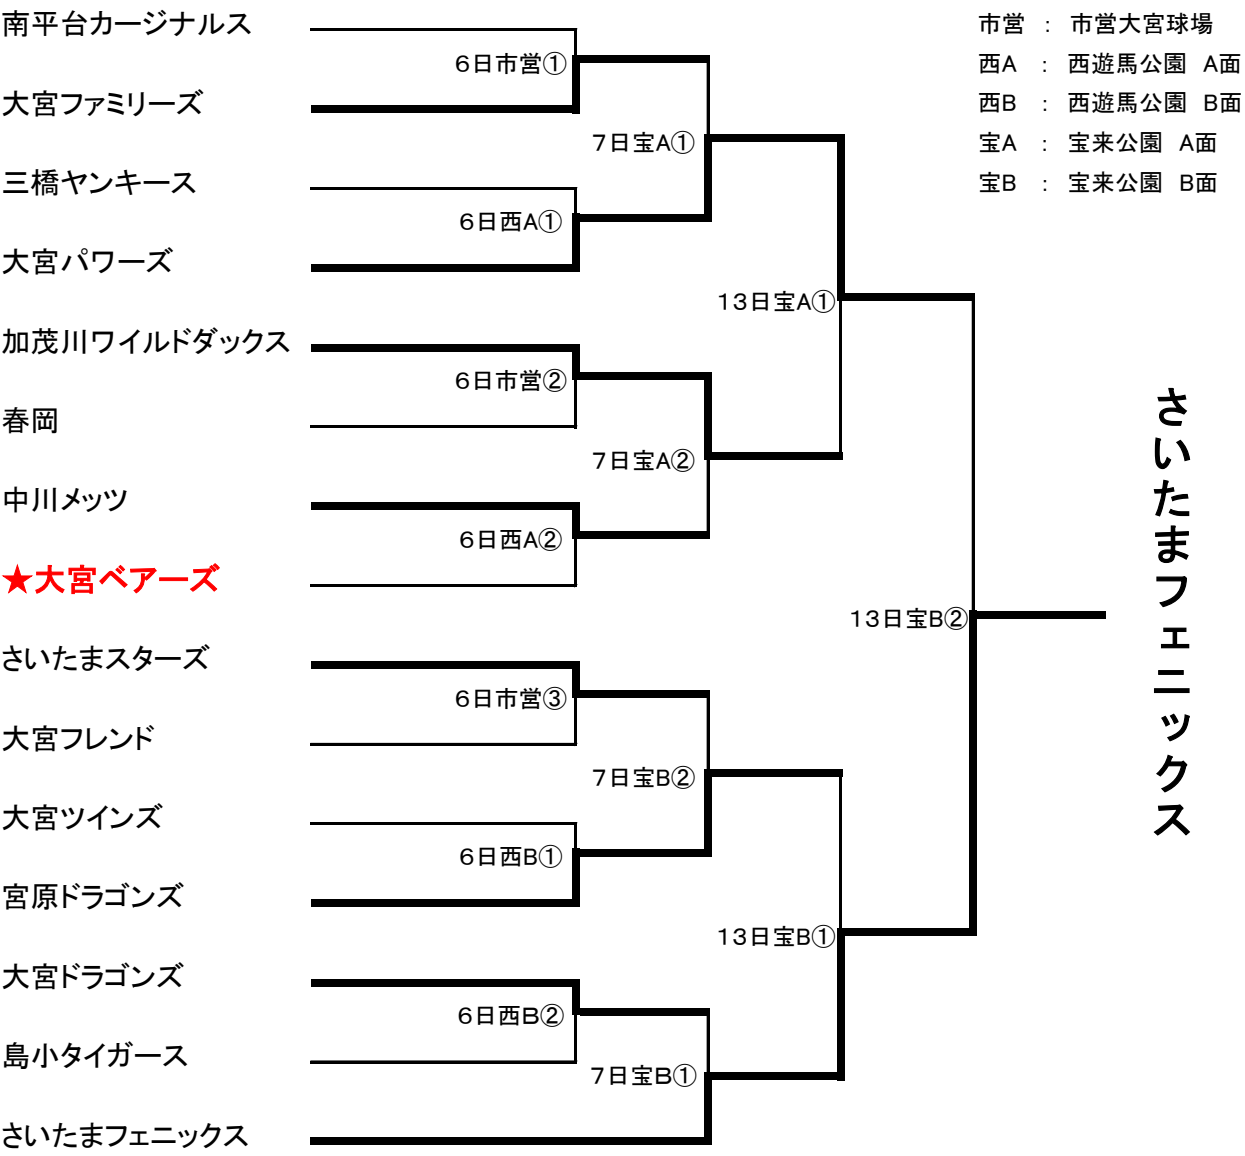 南平台カージナルス
大宮ファミリーズ
三橋ヤンキース
大宮パワーズ
加茂川ワイルドダックス
春岡
中川メッツ
★大宮ベアーズ
さいたまスターズ
大宮フレンド
大宮ツインズ
宮原ドラゴンズ
大宮ドラゴンズ
島小タイガース
さいたまフェニックス
6日市営①
6日西A①
6日市営②
6日西A②
6日市営③
6日西B①
6日西B②
7日宝A①
7日宝A②
7日宝B②
7日宝B①
13日宝A①
13日宝B①
13日宝B②
さいたまフェニックス
市営 : 市営大宮球場
西A : 西遊馬公園 A面
西B : 西遊馬公園 B面
宝A : 宝来公園 A面
宝B : 宝来公園 B面